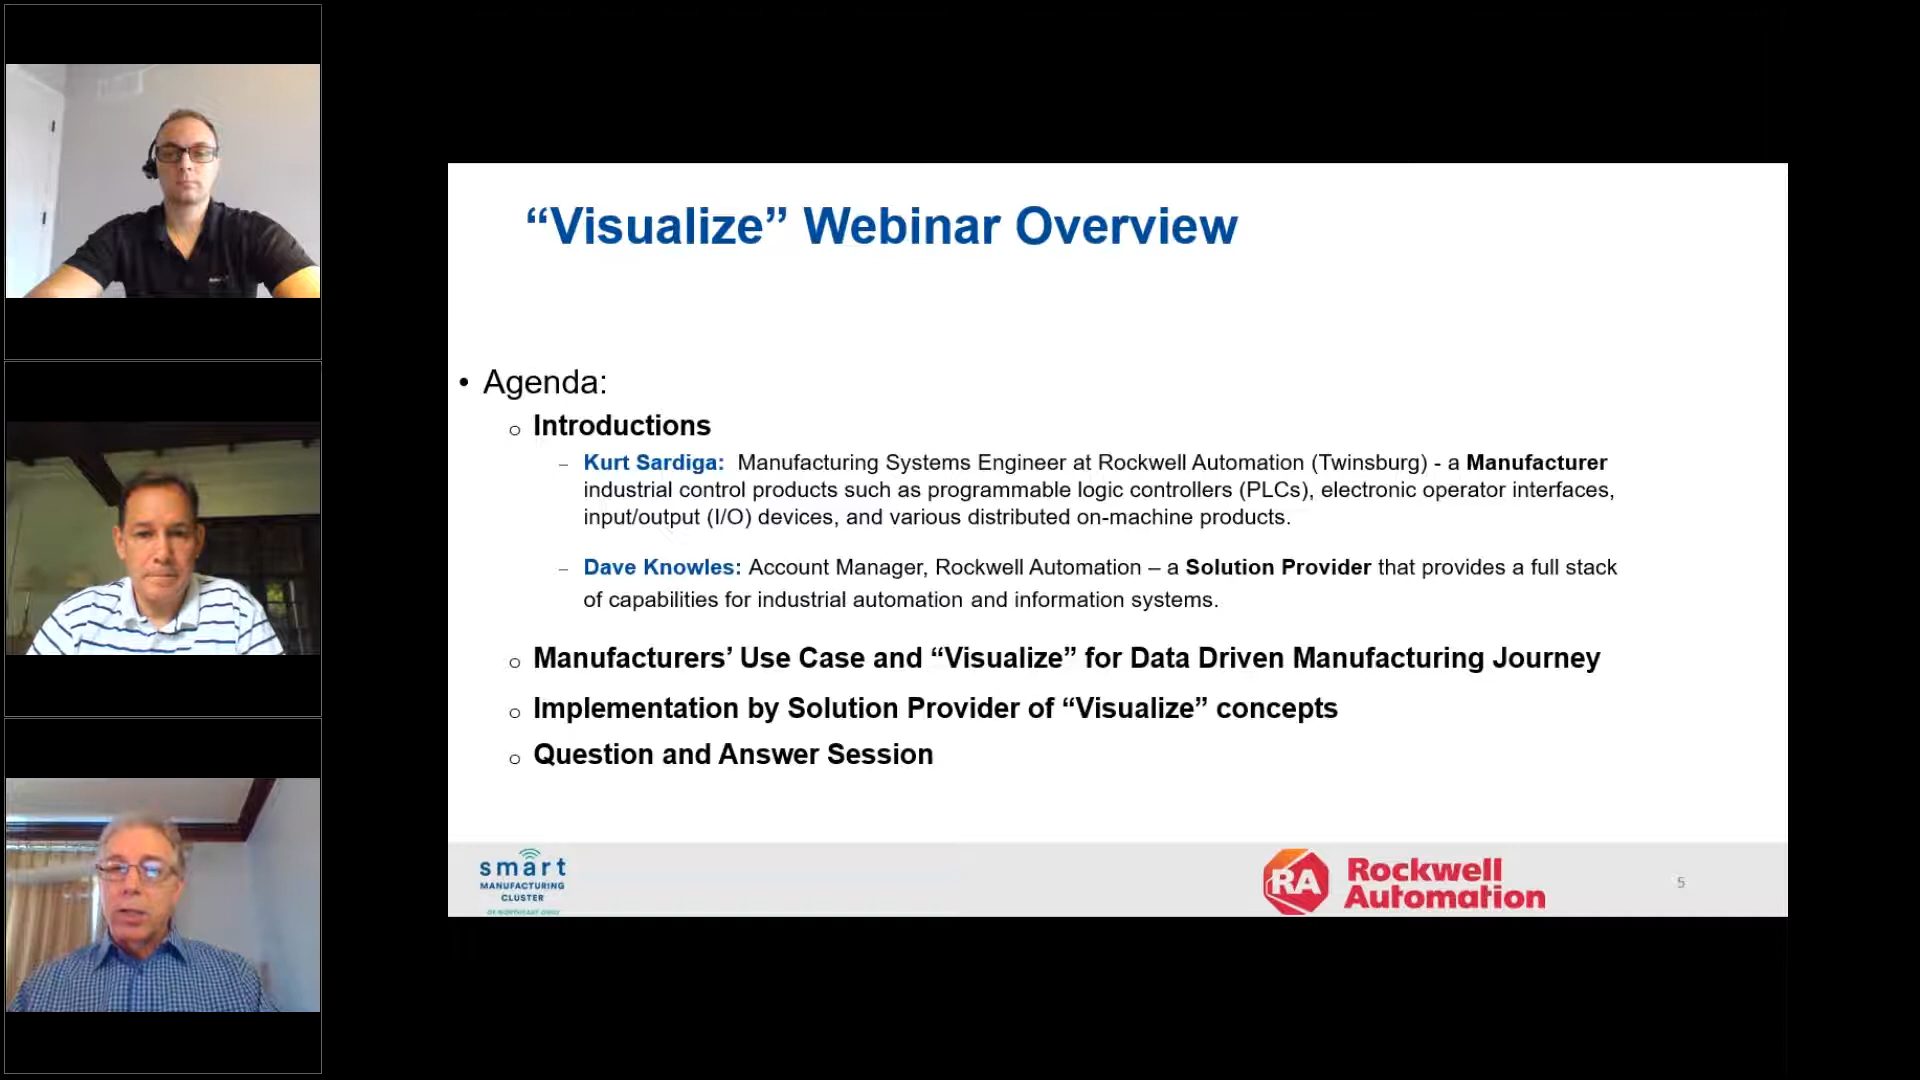 “Visualize” Webinar Overview
• Agenda:
o Introductions
– Kurt Sardiga: Manufacturing Systems Engineer at Rockwell Automation (Twinsburg) - a Manufacturer
industrial control products such as programmable logic controllers (PLCs), electronic operator interfaces,
input/output (I/O) devices, and various distributed on-machine products.
– Dave Knowles: Account Manager, Rockwell Automation – a Solution Provider that provides a full stack
of capabilities for industrial automation and information systems.
o Manufacturers’ Use Case and “Visualize” for Data Driven Manufacturing Journey
o Implementation by Solution Provider of “Visualize” concepts
o Question and Answer Session
smart
MANUFACTURING
CLUSTER
OF NORTHEAST OHIO
RA
Rockwell
Automation
5